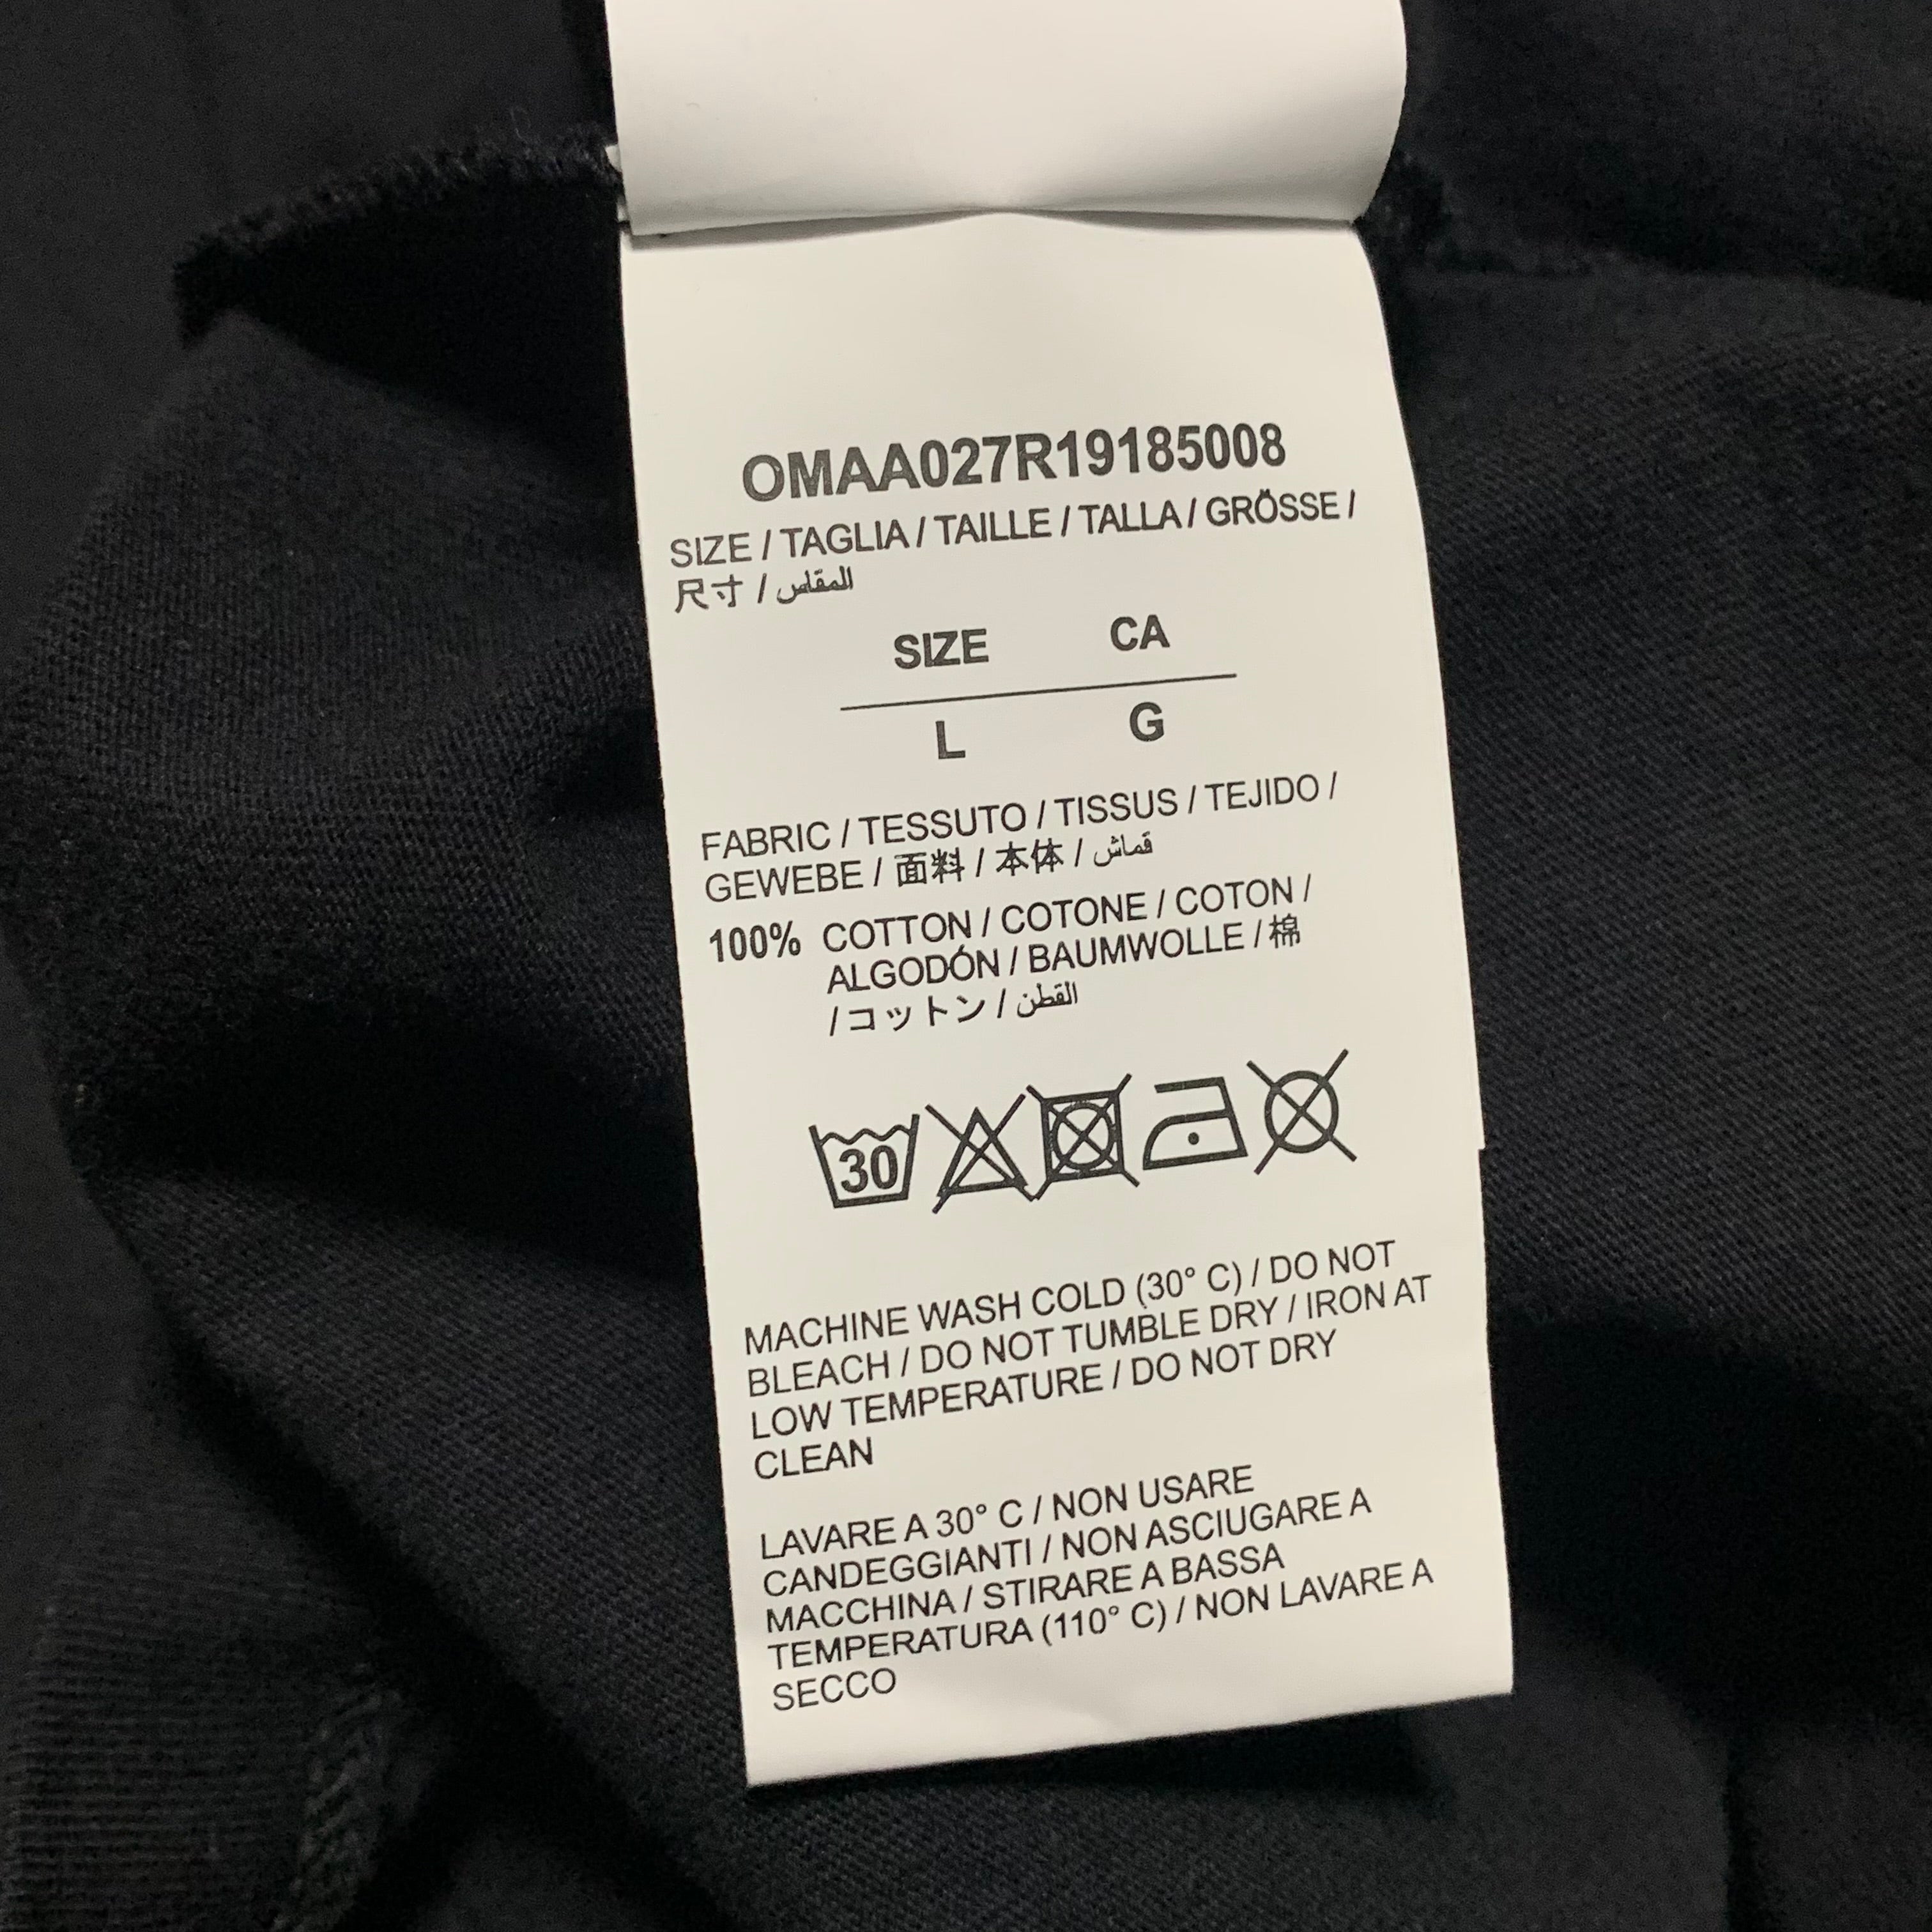 OMAA027R19185008
SIZE / TAGLIA / TAILLE / TALLA / GRÖSSE /
尺寸 / المقاس
SIZE CA
L G
FABRIC / TESSUTO / TISSUS / TEJIDO /
GEWEBE / 面料 / 本体 / قماش
100% COTTON / COTONE / COTON /
ALGODÓN / BAUMWOLLE / 棉
/ コットン / القطن
30
MACHINE WASH COLD (30° C) / DO NOT
BLEACH / DO NOT TUMBLE DRY / IRON AT
LOW TEMPERATURE / DO NOT DRY
CLEAN
LAVARE A 30° C / NON USARE
CANDEGGIANTI / NON ASCIUGARE A
MACCHINA / STIRARE A BASSA
TEMPERATURA (110° C) / NON LAVARE A
SECCO